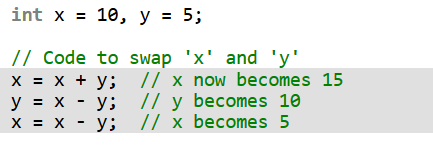 int x = 10, y = 5;
// Code to swap 'x' and 'y'
x = x + y;  // x now becomes 15
y = x - y;  // y becomes 10
x = x - y;  // x becomes 5